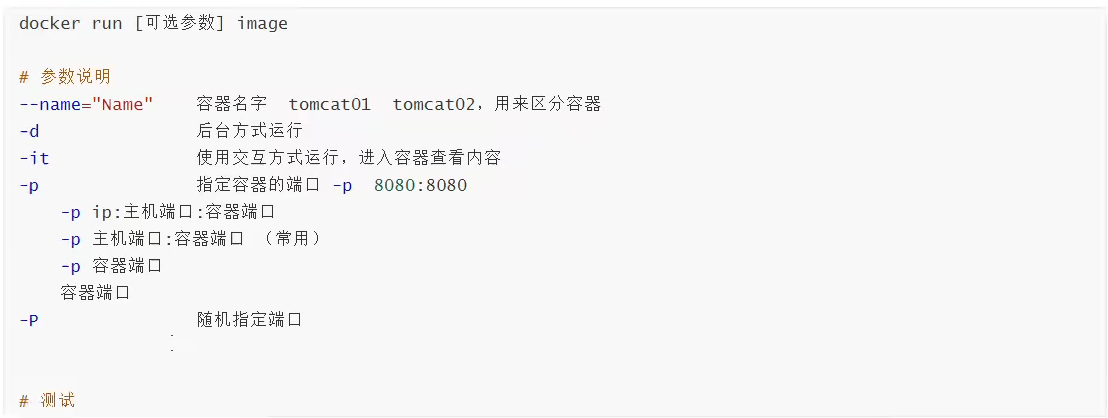 docker run [可选参数] image
# 参数说明
--name="Name" 容器名字 tomcat01 tomcat02，用来区分容器
-d 后台方式运行
-it 使用交互方式运行，进入容器查看内容
-p 指定容器的端口 -p 8080:8080
-p ip:主机端口:容器端口
-p 主机端口:容器端口 （常用）
-p 容器端口
容器端口
-P 随机指定端口
# 测试